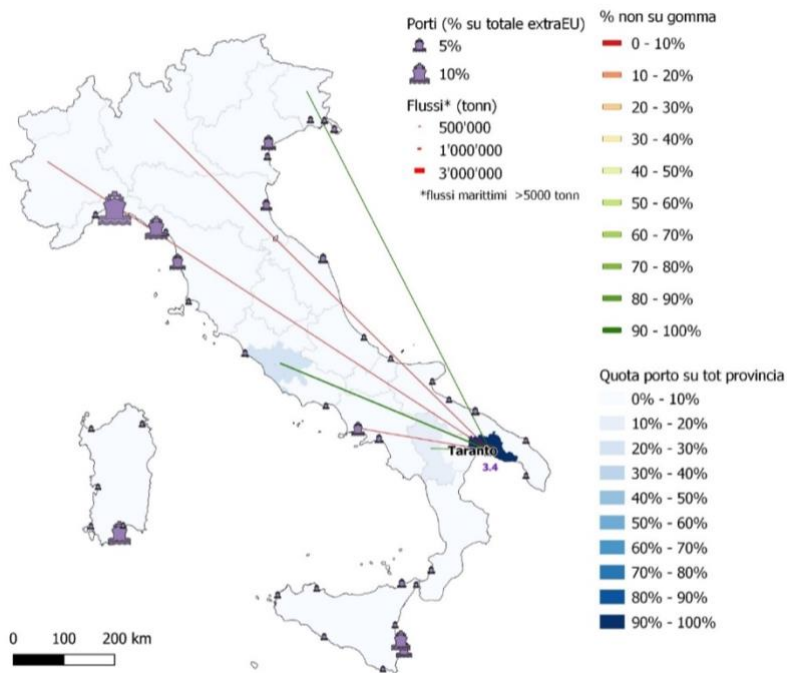 Porti (% su totale extraEU)
5%
10%
Flussi* (tonn)
500'000
1'000'000
3'000'000
*flussi marittimi >5000 tonn
% non su gomma
0 - 10%
10 - 20%
20 - 30%
30 - 40%
40 - 50%
50 - 60%
60 - 70%
70 - 80%
80 - 90%
90 - 100%
Quota porto su tot provincia
0% - 10%
10% - 20%
20% - 30%
30% - 40%
40% - 50%
50% - 60%
60% - 70%
70% - 80%
80% - 90%
90% - 100%
Taranto
3.4
0 100 200 km